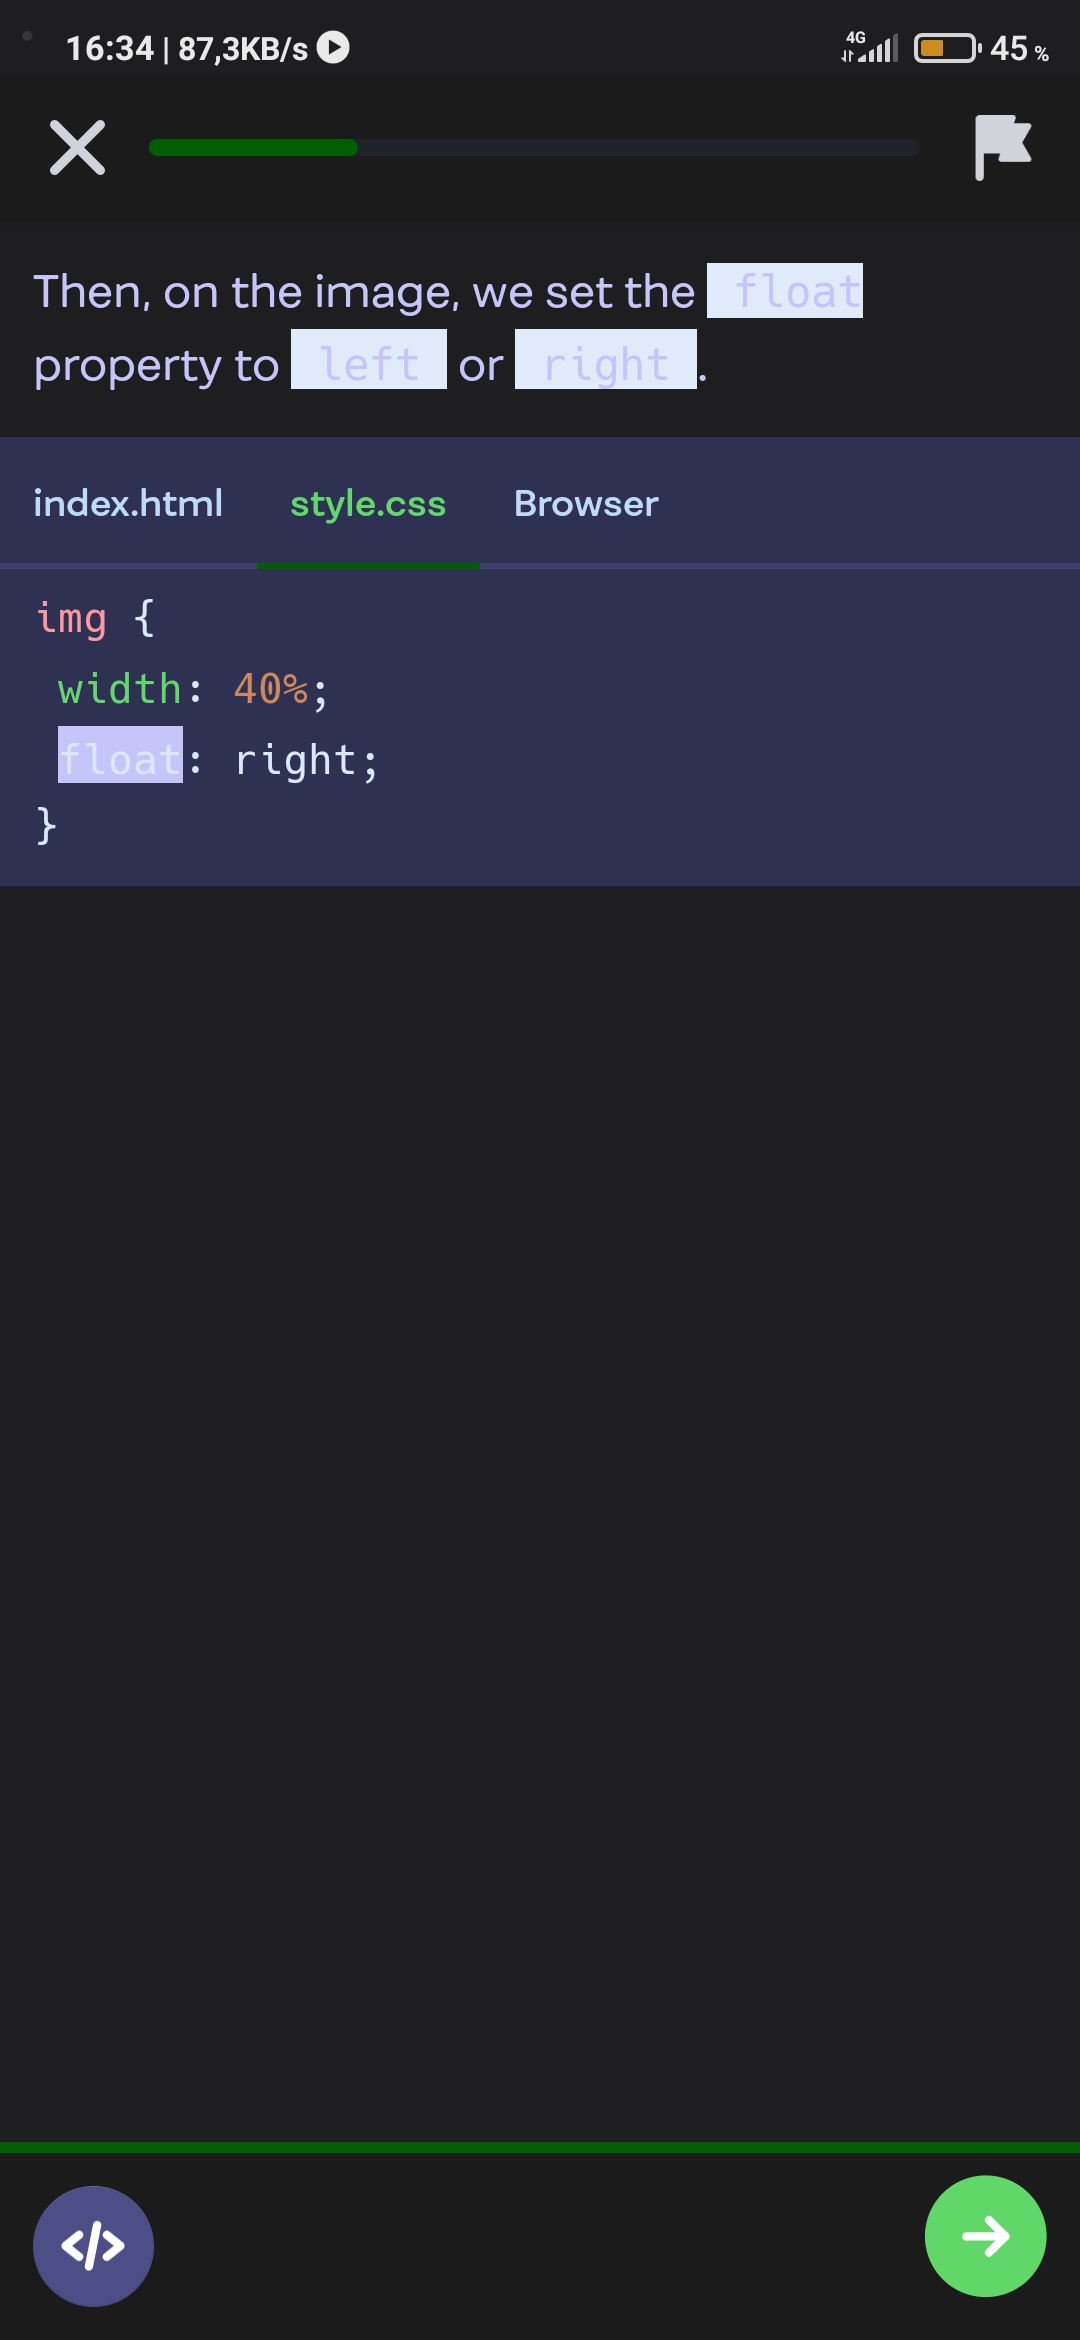 16:34 | 87,3KB/s 4G 45 %
Then, on the image, we set the float
property to left or right .
index.html style.css Browser
img {
width: 40%;
float: right;
}
</>